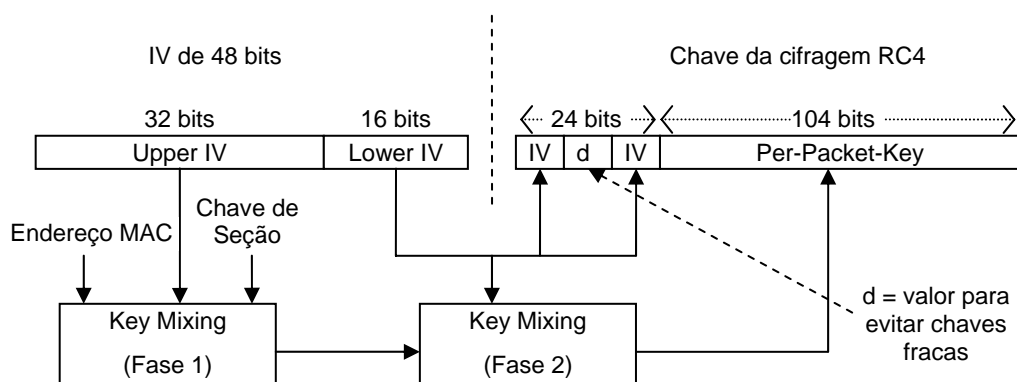 IV de 48 bits
Chave da cifragem RC4
32 bits
16 bits
24 bits
104 bits
Upper IV
Lower IV
IV
d
IV
Per-Packet-Key
Endereço MAC
Chave de
Seção
Key Mixing
(Fase 1)
Key Mixing
(Fase 2)
d = valor para
evitar chaves
fracas